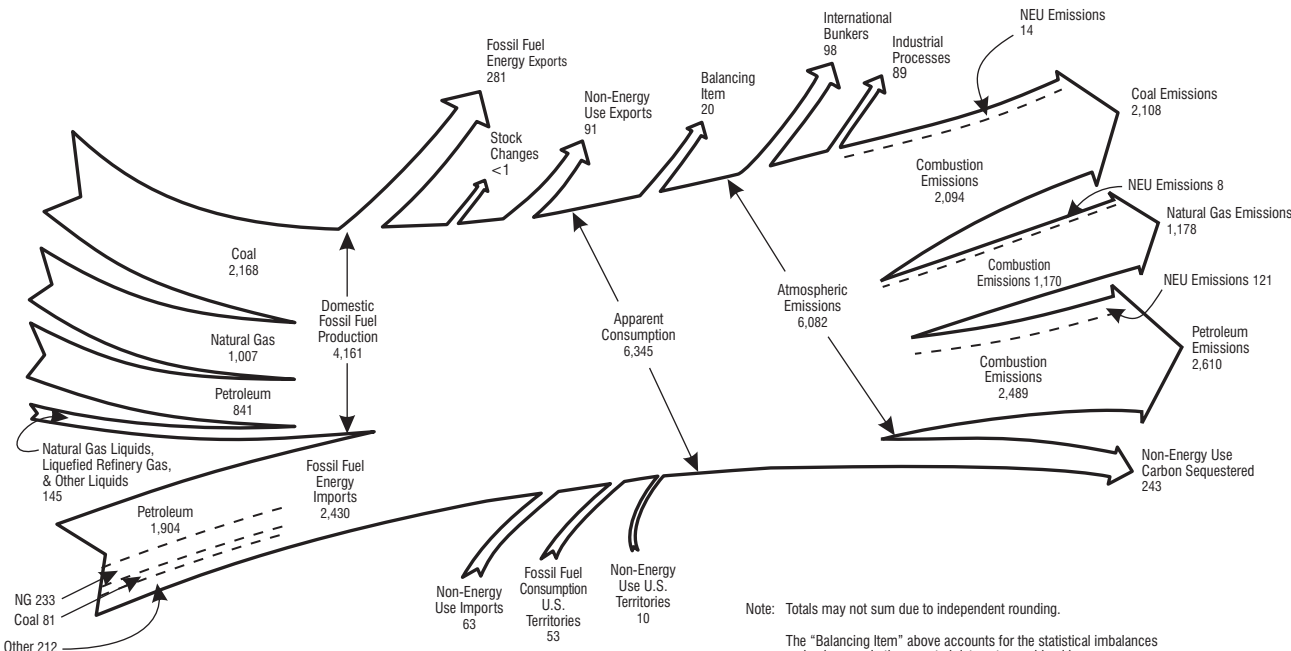 Fossil Fuel
Energy Exports
281
Stock
Changes
<1
Non-Energy
Use Exports
91
Balancing
Item
20
International
Bunkers
98
Industrial
Processes
89
NEU Emissions
14
Coal Emissions
2,108
Combustion
Emissions
2,094
NEU Emissions 8
Natural Gas Emissions
1,178
Combustion
Emissions 1,170
NEU Emissions 121
Petroleum
Emissions
2,610
Combustion
Emissions
2,489
Non-Energy Use
Carbon Sequestered
243
Coal
2,168
Natural Gas
1,007
Petroleum
841
Natural Gas Liquids,
Liquefied Refinery Gas,
& Other Liquids
145
Domestic
Fossil Fuel
Production
4,161
Apparent
Consumption
6,345
Atmospheric
Emissions
6,082
Fossil Fuel
Energy
Imports
2,430
Petroleum
1,904
NG 233
Coal 81
Other 212
Non-Energy
Use Imports
63
Fossil Fuel
Consumption
U.S.
Territories
53
Non-Energy
Use U.S.
Territories
10
Note: Totals may not sum due to independent rounding.
The “Balancing Item” above accounts for the statistical imbalances